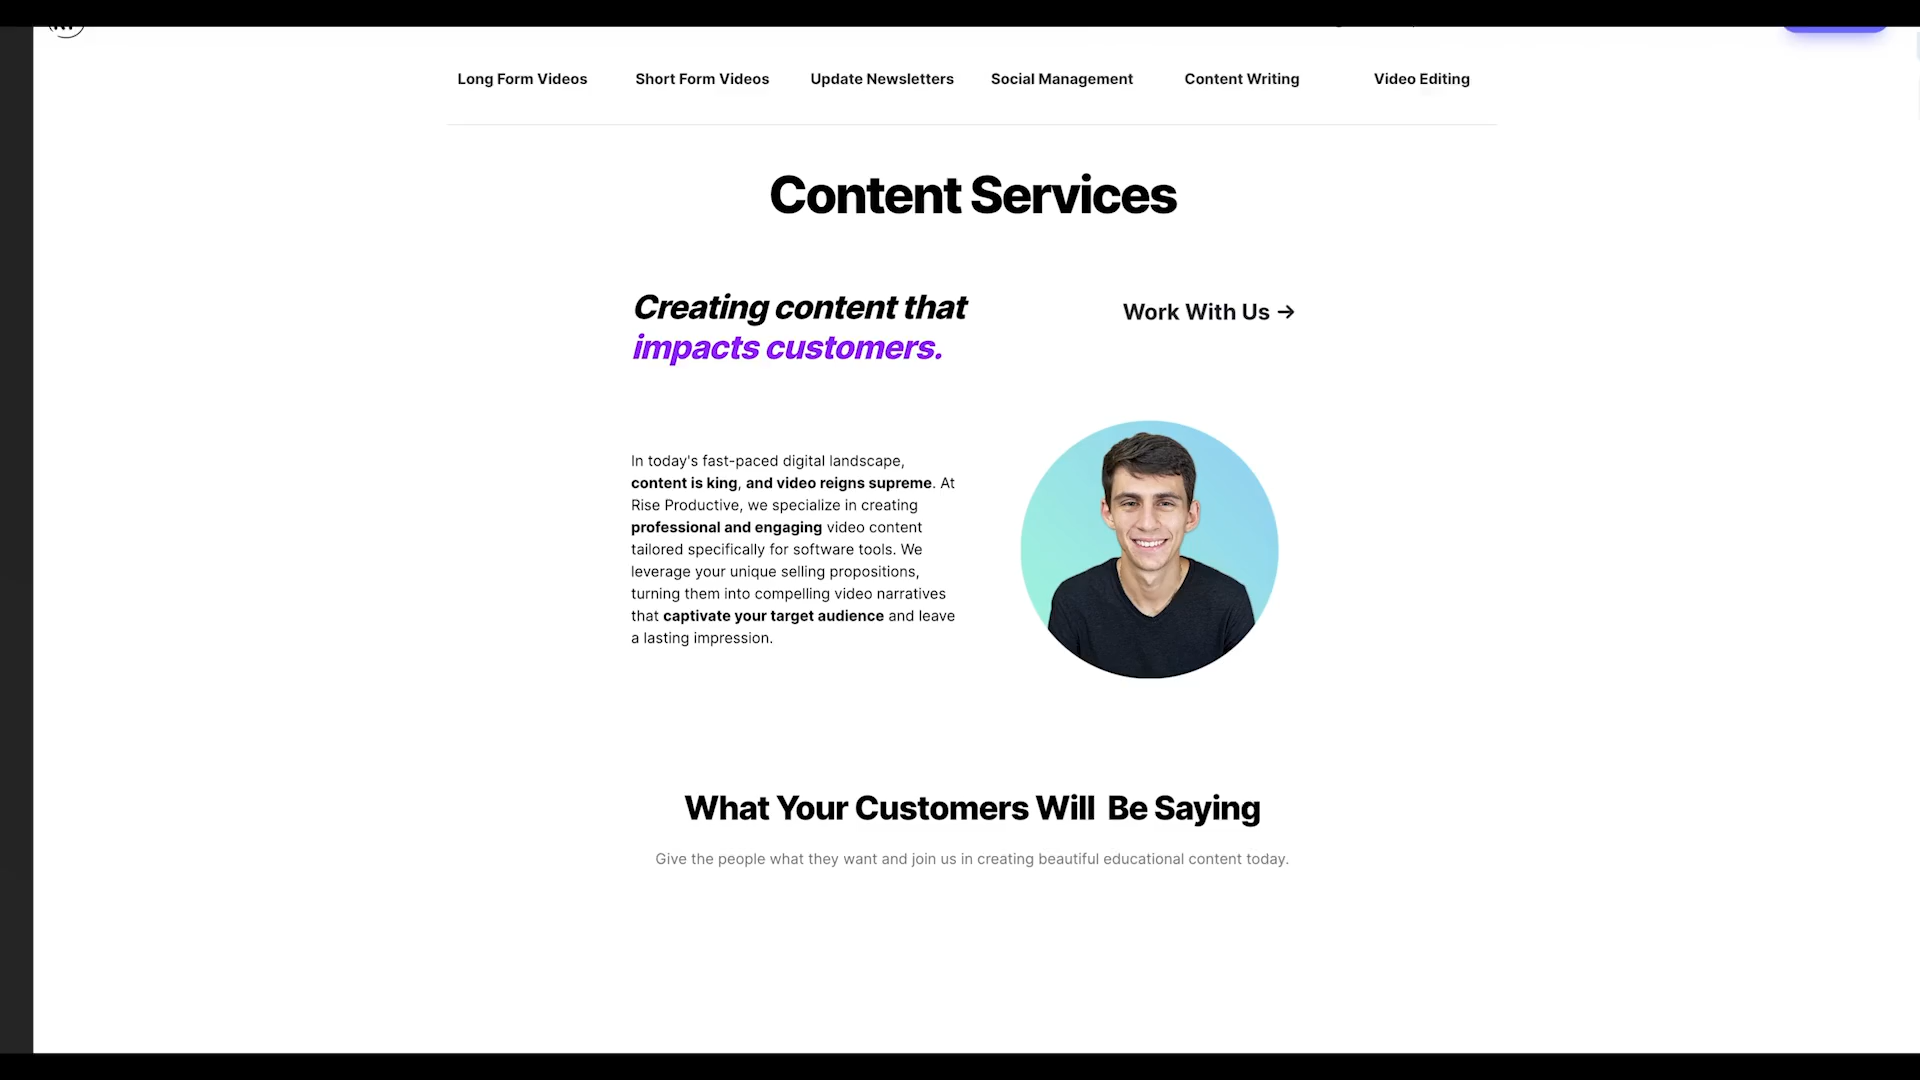 Long Form Videos
Short Form Videos
Update Newsletters
Social Management
Content Writing
Video Editing
Content Services
Creating content that
impacts customers.
Work With Us →
In today's fast-paced digital landscape,
content is king, and video reigns supreme. At
Rise Productive, we specialize in creating
professional and engaging video content
tailored specifically for software tools. We
leverage your unique selling propositions,
turning them into compelling video narratives
that captivate your target audience and leave
a lasting impression.
What Your Customers Will Be Saying
Give the people what they want and join us in creating beautiful educational content today.